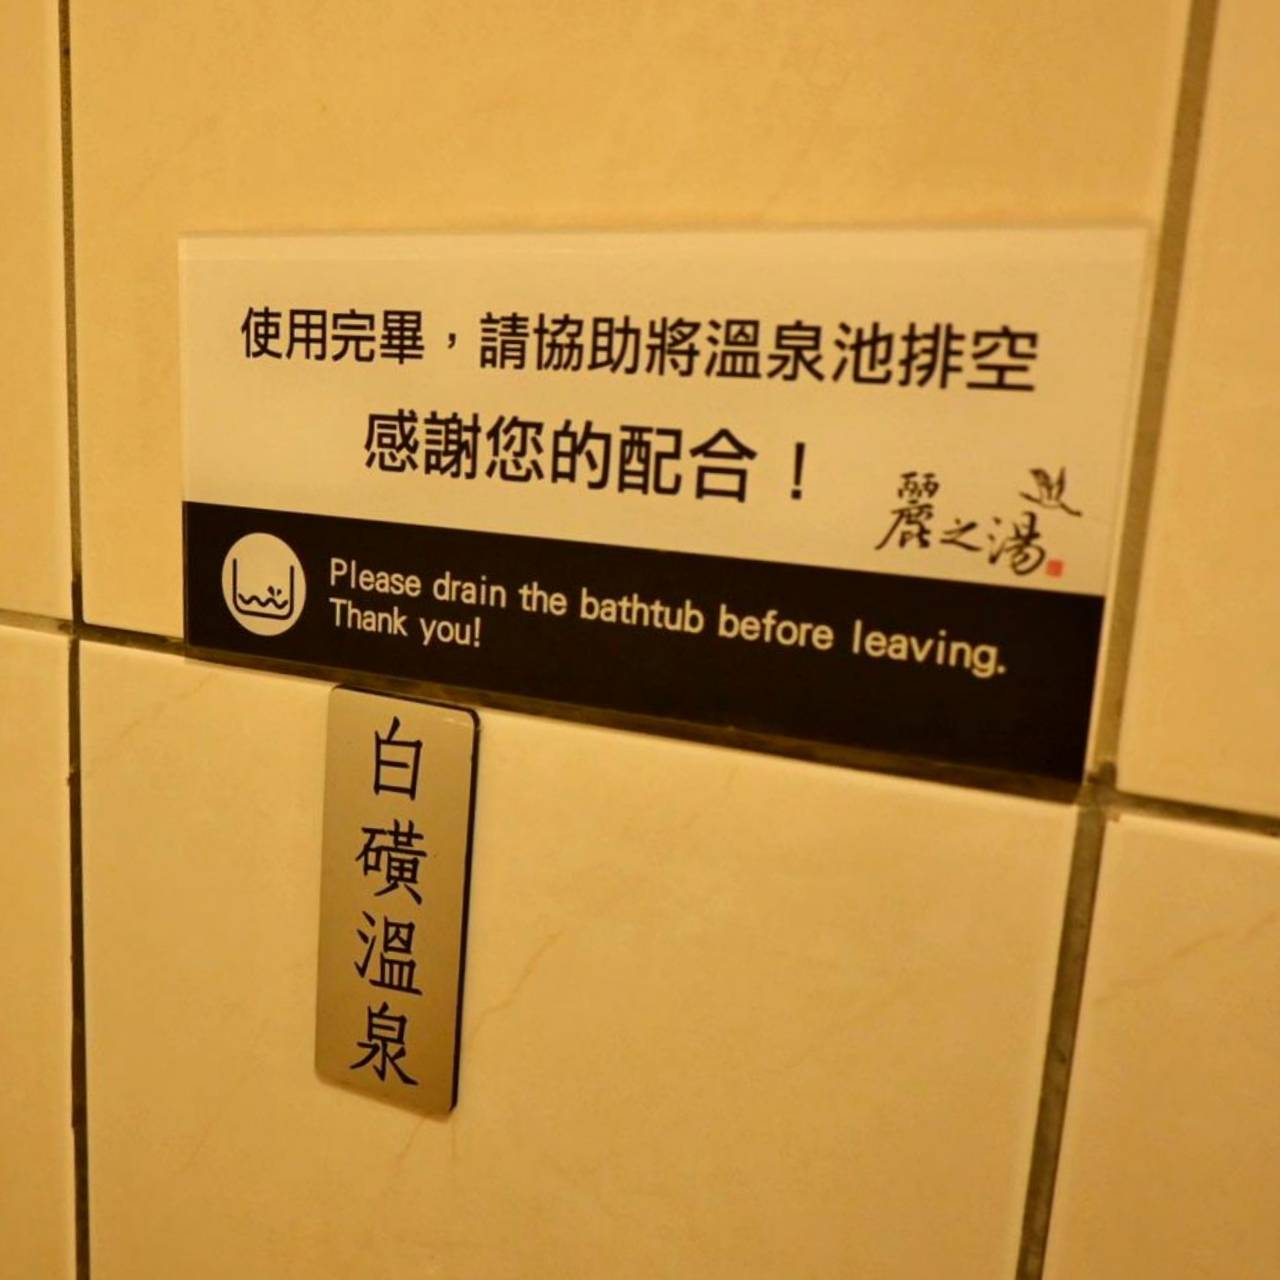 使用完畢，請協助將溫泉池排空
感謝您的配合！
麗之湯
Please drain the bathtub before leaving.
Thank you!
白磺溫泉